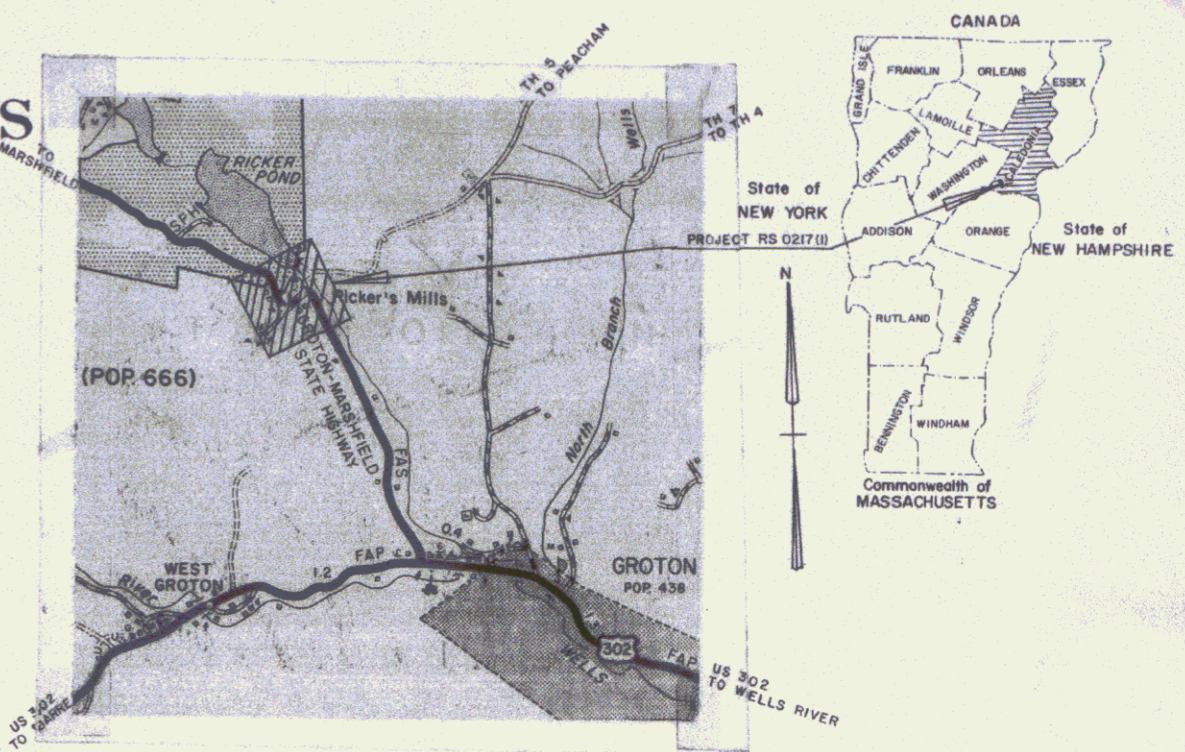 S
TO
MARSHFIELD
TH 5
TO PEACHAM
TH 7
TO TH 4
Wells
RICKER
POND
Ricker's Mills
GROTON-MARSHFIELD
STATE HIGHWAY
(POP. 666)
FAS
Branch
North
0.4
FAP
1.2
WEST
GROTON
River
GROTON
POP. 438
302
WELLS
FAP
US 302
TO WELLS RIVER
US 302
TO BARRE
CANADA
GRAND ISLE
FRANKLIN
ORLEANS
ESSEX
LAMOILLE
CHITTENDEN
CALEDONIA
WASHINGTON
State of
NEW YORK
PROJECT RS 0217(1)
ADDISON
ORANGE
State of
NEW HAMPSHIRE
N
RUTLAND
WINDSOR
BENNINGTON
WINDHAM
Commonwealth of
MASSACHUSETTS